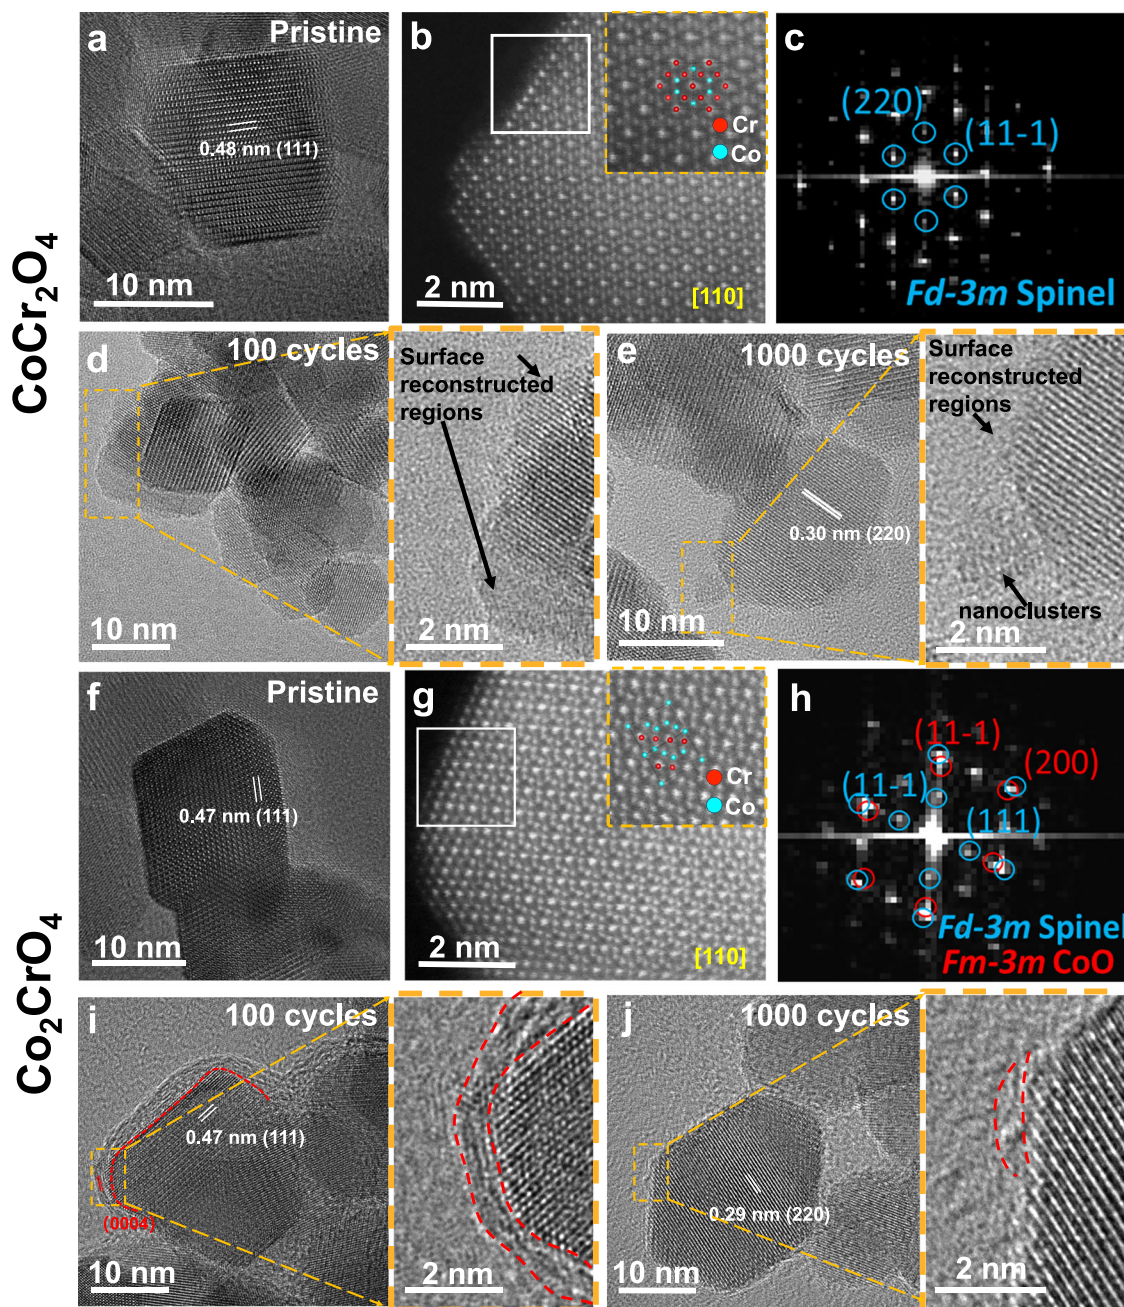 CoCr₂O₄
a
Pristine
0.48 nm (111)
10 nm
b
Cr
Co
2 nm
[110]
c
(220)
(11-1)
Fd-3m Spinel
d
100 cycles
10 nm
Surface
reconstructed
regions
2 nm
e
1000 cycles
0.30 nm (220)
10 nm
Surface
reconstructed
regions
nanoclusters
2 nm
Co₂CrO₄
f
Pristine
0.47 nm (111)
10 nm
g
Cr
Co
2 nm
[110]
h
(11-1)
(200)
(11-1)
(111)
Fd-3m Spinel
Fm-3m CoO
i
100 cycles
0.47 nm (111)
(0004)
10 nm
2 nm
j
1000 cycles
0.29 nm (220)
10 nm
2 nm